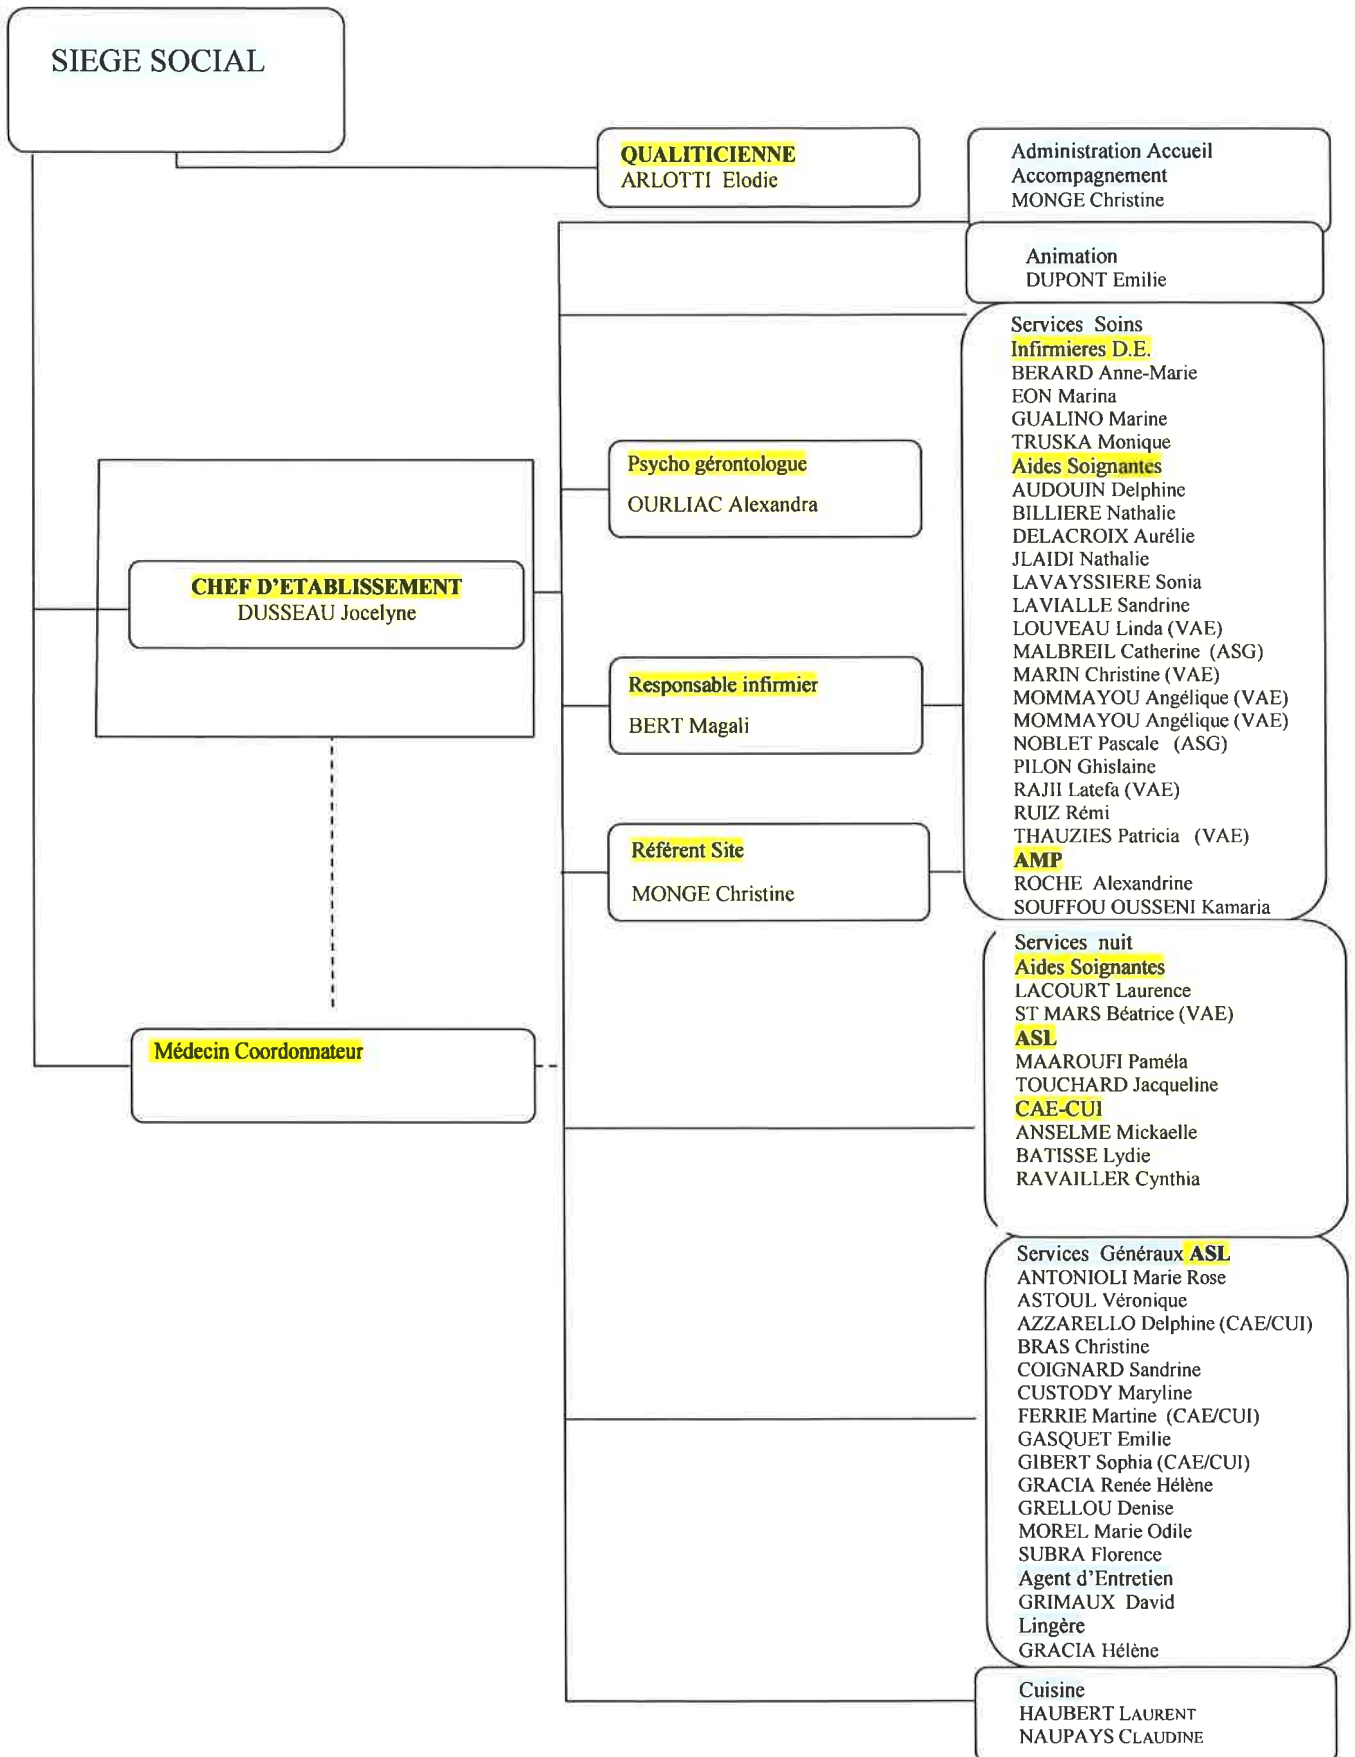 SIEGE SOCIAL
QUALITICIENNE
ARLOTTI Elodie
Administration Accueil
Accompagnement
MONGE Christine
Animation
DUPONT Emilie
Services Soins
Infirmieres D.E.
BERARD Anne-Marie
EON Marina
GUALINO Marine
TRUSKA Monique
Aides Soignantes
AUDOUIN Delphine
BILLIERE Nathalie
DELACROIX Aurélie
JLAIDI Nathalie
LAVAYSSIERE Sonia
LAVIALLE Sandrine
LOUVEAU Linda (VAE)
MALBREIL Catherine (ASG)
MARIN Christine (VAE)
MOMMAYOU Angélique (VAE)
MOMMAYOU Angélique (VAE)
NOBLET Pascale (ASG)
PILON Ghislaine
RAJII Latefa (VAE)
RUIZ Rémi
THAUZIES Patricia (VAE)
AMP
ROCHE Alexandrine
SOUFFOU OUSSENI Kamaria
Psycho gérontologue
OURLIAC Alexandra
CHEF D'ETABLISSEMENT
DUSSEAU Jocelyne
Responsable infirmier
BERT Magali
Référent Site
MONGE Christine
Médecin Coordonnateur
Services nuit
Aides Soignantes
LACOURT Laurence
ST MARS Béatrice (VAE)
ASL
MAAROUFI Paméla
TOUCHARD Jacqueline
CAE-CUI
ANSELME Mickaelle
BATISSE Lydie
RAVAILLER Cynthia
Services Généraux ASL
ANTONIOLI Marie Rose
ASTOUL Véronique
AZZARELLO Delphine (CAE/CUI)
BRAS Christine
COIGNARD Sandrine
CUSTODY Maryline
FERRIE Martine (CAE/CUI)
GASQUET Emilie
GIBERT Sophia (CAE/CUI)
GRACIA Renée Hélène
GRELLOU Denise
MOREL Marie Odile
SUBRA Florence
Agent d'Entretien
GRIMAUX David
Lingère
GRACIA Hélène
Cuisine
HAUBERT LAURENT
NAUPAYS CLAUDINE